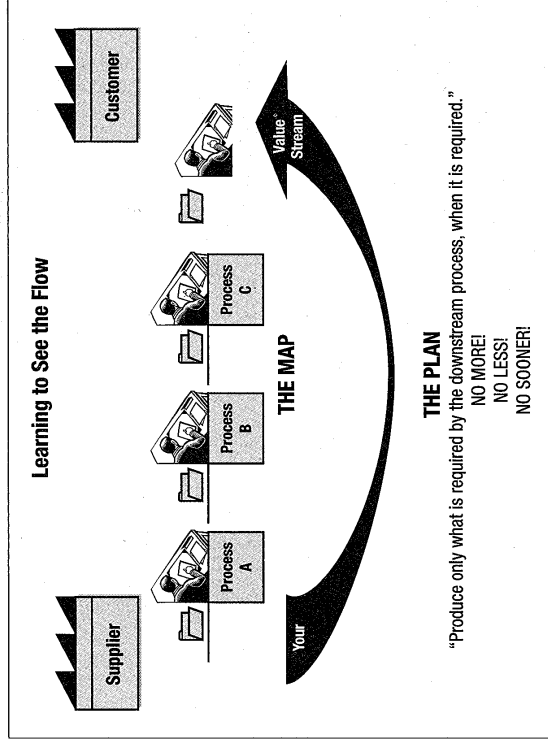 Learning to See the Flow
Supplier
Customer
Process
A
Process
B
Process
C
THE MAP
Your
Value
Stream
THE PLAN
“Produce only what is required by the downstream process, when it is required.”
NO MORE!
NO LESS!
NO SOONER!